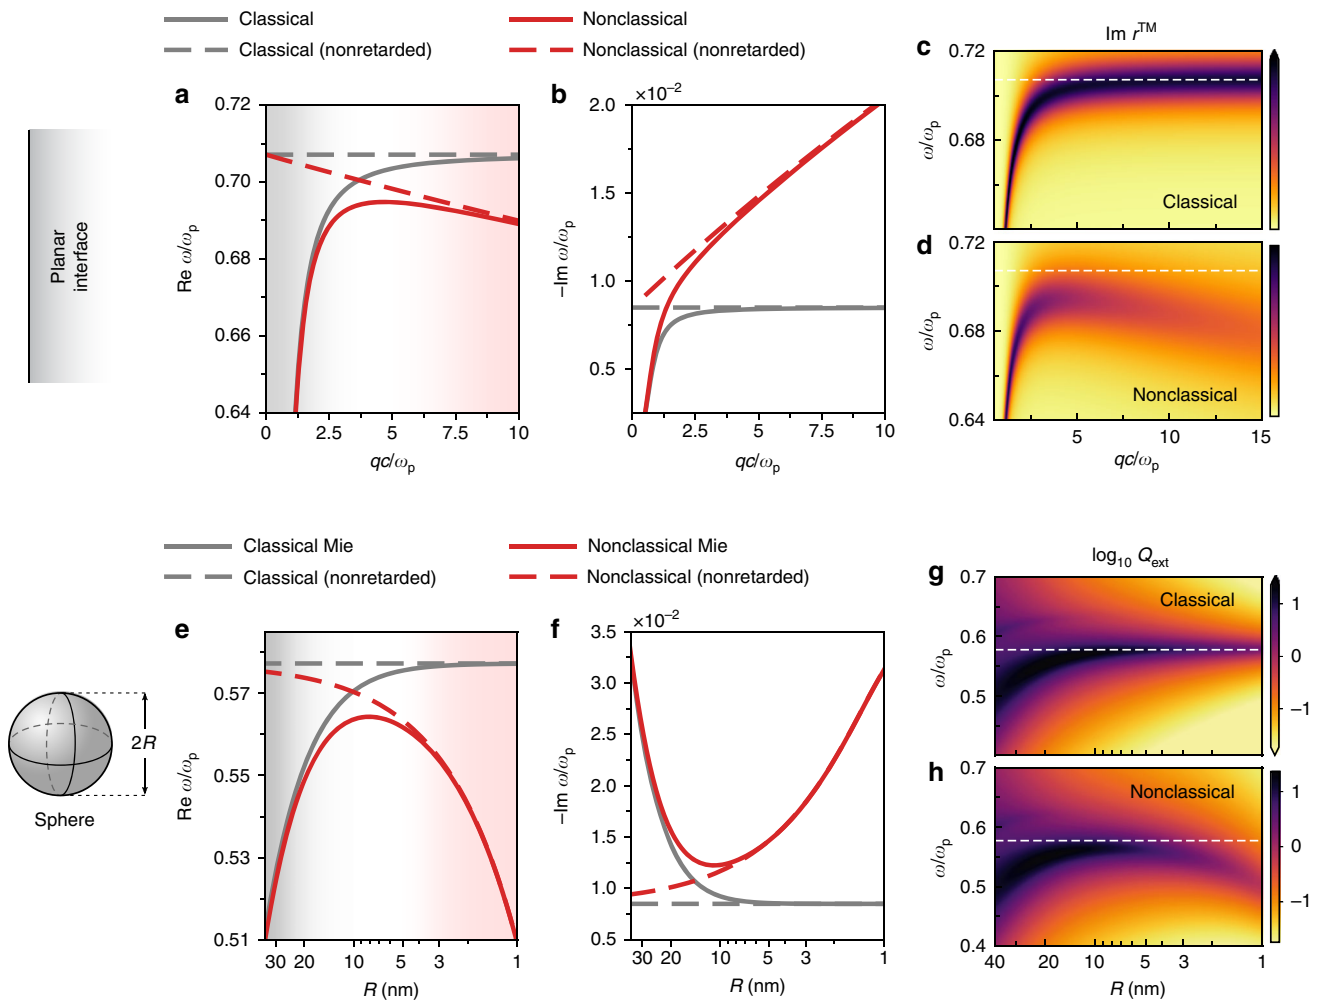 Classical
Nonclassical
Classical (nonretarded)
Nonclassical (nonretarded)
a
b
c
Im r^TM
×10⁻²
0.72
0.70
0.68
0.66
0.64
Re ω/ωₚ
0
2.5
5
7.5
10
qc/ωₚ
2.0
1.5
1.0
0.5
−Im ω/ωₚ
0
2.5
5
7.5
10
qc/ωₚ
0.72
0.68
ω/ωₚ
Classical
d
0.72
0.68
0.64
ω/ωₚ
Nonclassical
5
10
15
qc/ωₚ
Planar
interface
Classical Mie
Nonclassical Mie
Classical (nonretarded)
Nonclassical (nonretarded)
e
f
g
log₁₀ Qₑₓₜ
×10⁻²
0.57
0.55
0.53
0.51
Re ω/ωₚ
30
20
10
5
3
1
R (nm)
3.5
3.0
2.5
2.0
1.5
1.0
0.5
−Im ω/ωₚ
30
20
10
5
3
1
R (nm)
0.7
0.6
0.5
ω/ωₚ
Classical
1
0
−1
h
0.7
0.6
0.5
0.4
ω/ωₚ
Nonclassical
1
0
−1
40
20
10
5
3
1
R (nm)
2R
Sphere